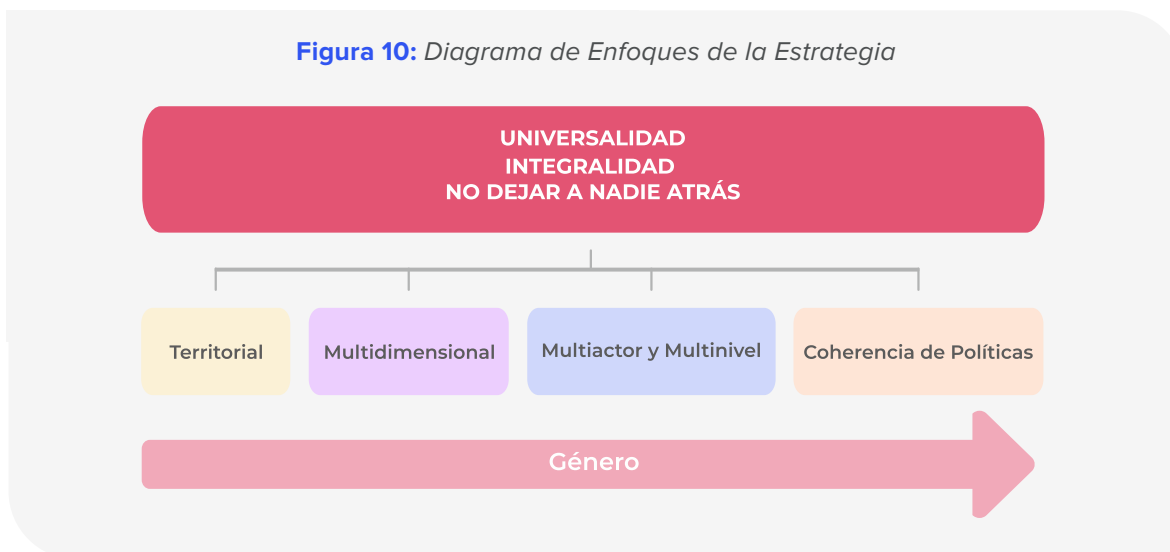 Figura 10: Diagrama de Enfoques de la Estrategia
UNIVERSALIDAD
INTEGRALIDAD
NO DEJAR A NADIE ATRÁS
Territorial
Multidimensional
Multiactor y Multinivel
Coherencia de Políticas
Género